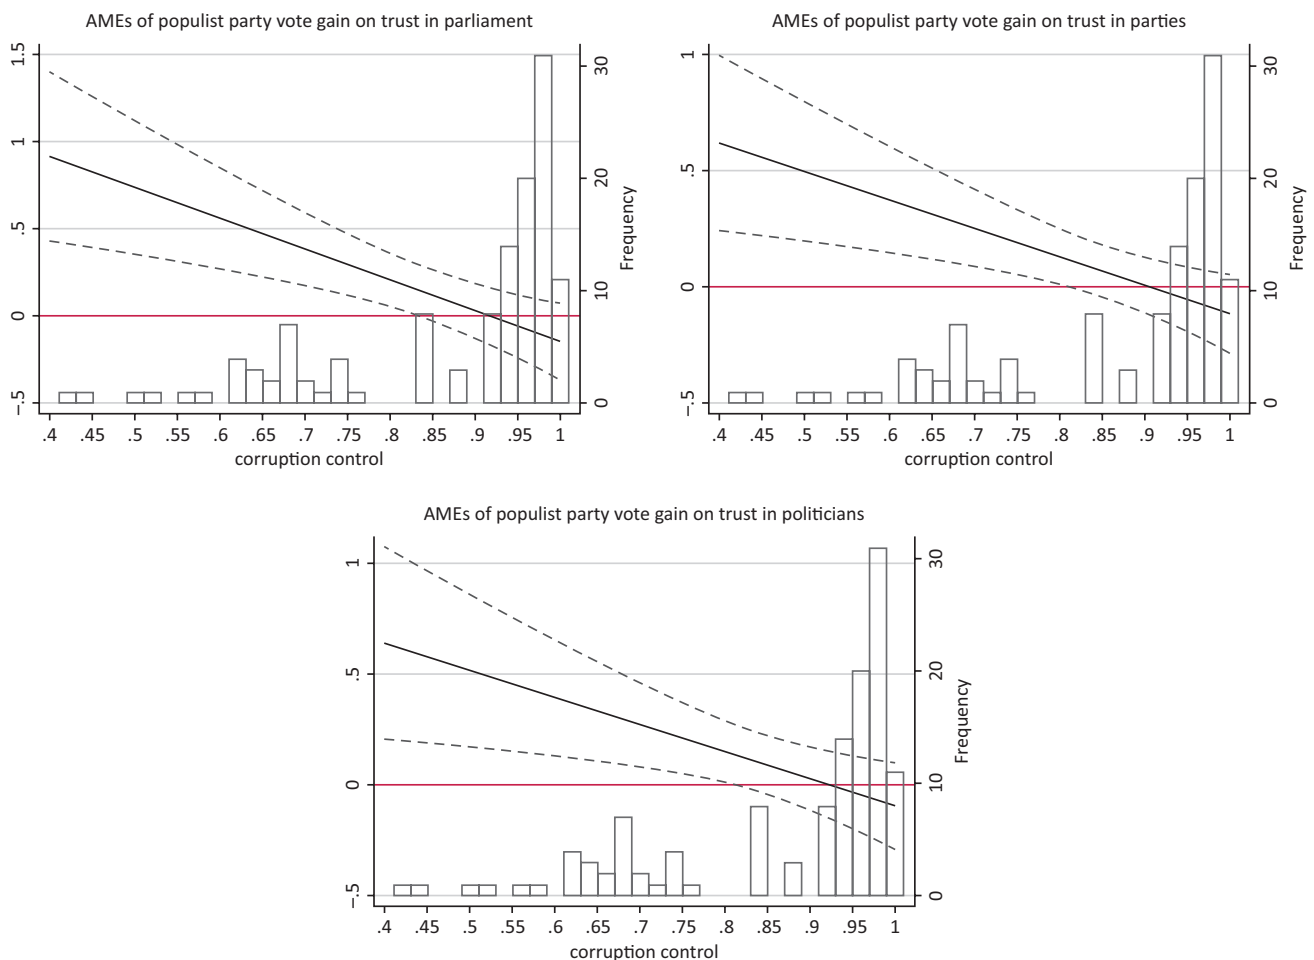 AMEs of populist party vote gain on trust in parliament
1.5
1
.5
0
−.5
30
20
10
0
Frequency
.4 .45 .5 .55 .6 .65 .7 .75 .8 .85 .9 .95 1
corruption control
AMEs of populist party vote gain on trust in parties
1
.5
0
−.5
30
20
10
0
Frequency
.4 .45 .5 .55 .6 .65 .7 .75 .8 .85 .9 .95 1
corruption control
AMEs of populist party vote gain on trust in politicians
1
.5
0
−.5
30
20
10
0
Frequency
.4 .45 .5 .55 .6 .65 .7 .75 .8 .85 .9 .95 1
corruption control